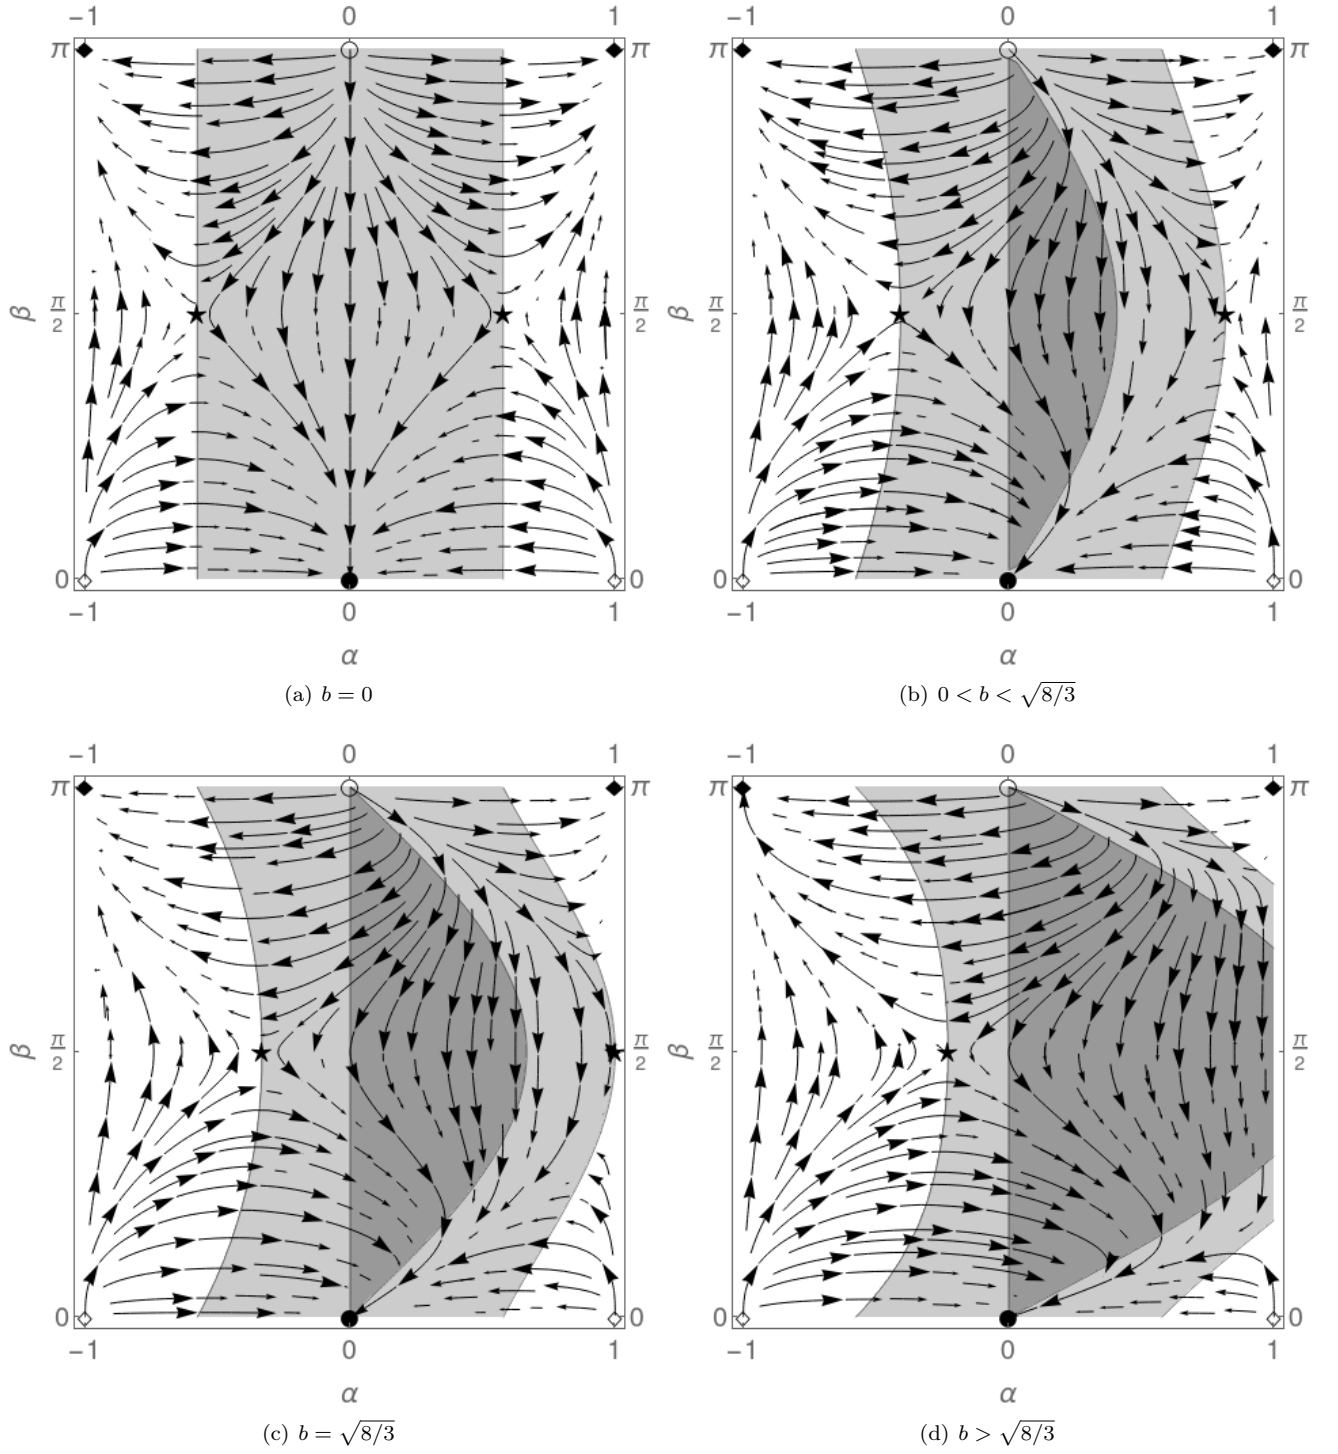 −1 0 1 −1 0 1
π π π π
β π/2 π/2 β π/2 π/2
0 0 0 0
−1 0 1 −1 0 1
α α
(a) b = 0 (b) 0 < b < √8/3
−1 0 1 −1 0 1
π π π π
β π/2 π/2 β π/2 π/2
0 0 0 0
−1 0 1 −1 0 1
α α
(c) b = √8/3 (d) b > √8/3